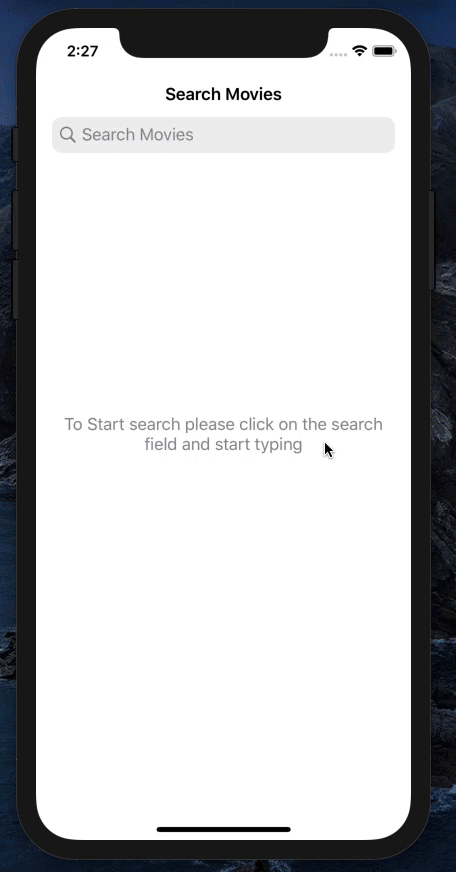 2:27
Search Movies
Search Movies
To Start search please click on the search
field and start typing